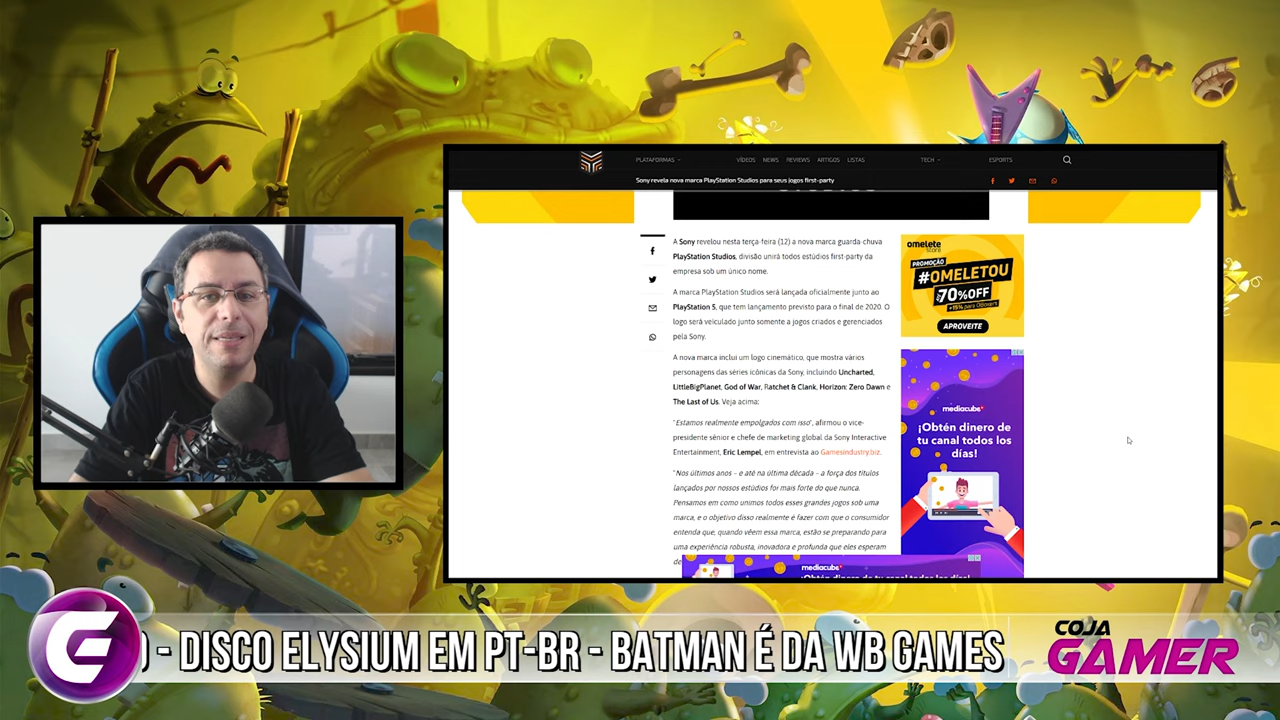 PLATAFORMAS
VÍDEOS NEWS REVIEWS ARTIGOS LISTAS
TECH
ESPORTS
Sony revela nova marca PlayStation Studios para seus jogos first-party
A Sony revelou nesta terça-feira (12) a nova marca guarda-chuva
PlayStation Studios, divisão unirá todos estúdios first-party da
empresa sob um único nome.
A marca PlayStation Studios será lançada oficialmente junto ao
PlayStation 5, que tem lançamento previsto para o final de 2020. O
logo será veiculado junto somente a jogos criados e gerenciados
pela Sony.
A nova marca inclui um logo cinemático, que mostra vários
personagens das séries icônicas da Sony, incluindo Uncharted,
LittleBigPlanet, God of War, Ratchet & Clank, Horizon: Zero Dawn e
The Last of Us. Veja acima:
"Estamos realmente empolgados com isso", afirmou o vice-
presidente sênior e chefe de marketing global da Sony Interactive
Entertainment, Eric Lempel, em entrevista ao Gamesindustry.biz.
"Nos últimos anos - e até na última década - a força dos títulos
lançados por nossos estúdios foi mais forte do que nunca.
Pensamos em como unimos todos esses grandes jogos sob uma
marca, e o objetivo disso realmente é fazer com que o consumidor
entenda que, quando vêem essa marca, estão se preparando para
uma experiência robusta, inovadora e profunda que eles esperam
de
omelete
store
PROMOÇÃO
#OMELETOU
70%OFF
APROVEITE
mediacube
¡Obtén dinero de
tu canal todos los
días!
mediacube
¡Obtén dinero de tu canal todos los días!
) - DISCO ELYSIUM EM PT-BR - BATMAN É DA WB GAMES
COJA
GAMER